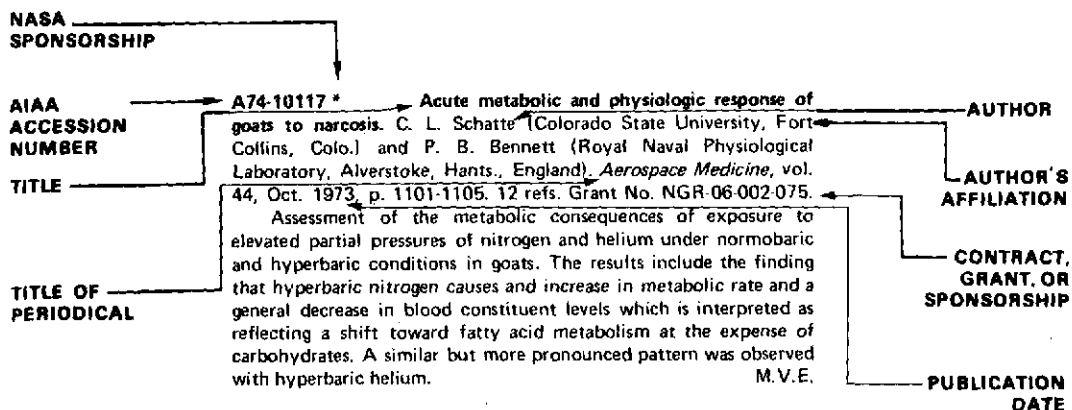 NASA
SPONSORSHIP
AIAA
ACCESSION
NUMBER
TITLE
TITLE OF
PERIODICAL
A74-10117 * Acute metabolic and physiologic response of
goats to narcosis. C. L. Schatte (Colorado State University, Fort
Collins, Colo.) and P. B. Bennett (Royal Naval Physiological
Laboratory, Alverstoke, Hants., England). Aerospace Medicine, vol.
44, Oct. 1973, p. 1101-1105. 12 refs. Grant No. NGR-06-002-075.
Assessment of the metabolic consequences of exposure to
elevated partial pressures of nitrogen and helium under normobaric
and hyperbaric conditions in goats. The results include the finding
that hyperbaric nitrogen causes and increase in metabolic rate and a
general decrease in blood constituent levels which is interpreted as
reflecting a shift toward fatty acid metabolism at the expense of
carbohydrates. A similar but more pronounced pattern was observed
with hyperbaric helium. M.V.E.
AUTHOR
AUTHOR'S
AFFILIATION
CONTRACT,
GRANT, OR
SPONSORSHIP
PUBLICATION
DATE